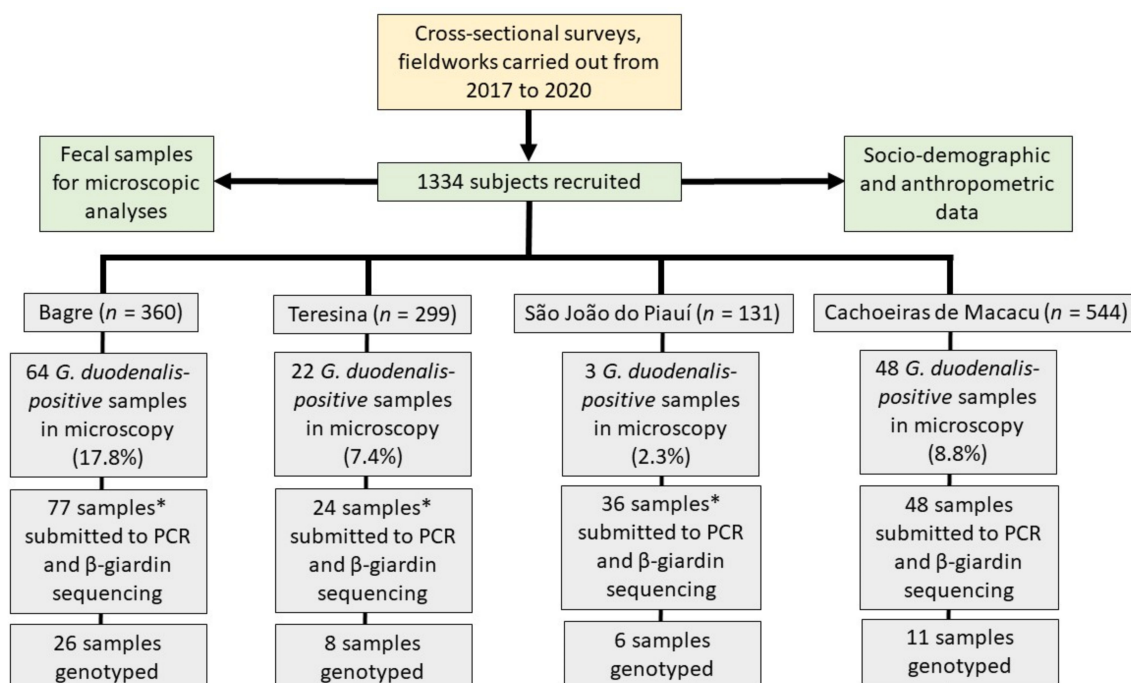 Cross-sectional surveys,
fieldworks carried out from
2017 to 2020
Fecal samples
for microscopic
analyses
1334 subjects recruited
Socio-demographic
and anthropometric
data
Bagre (n = 360)
Teresina (n = 299)
São João do Piauí (n = 131)
Cachoeiras de Macacu (n = 544)
64 G. duodenalis-
positive samples
in microscopy
(17.8%)
22 G. duodenalis-
positive samples
in microscopy
(7.4%)
3 G. duodenalis-
positive samples
in microscopy
(2.3%)
48 G. duodenalis-
positive samples
in microscopy
(8.8%)
77 samples*
submitted to PCR
and β-giardin
sequencing
24 samples*
submitted to PCR
and β-giardin
sequencing
36 samples*
submitted to PCR
and β-giardin
sequencing
48 samples
submitted to PCR
and β-giardin
sequencing
26 samples
genotyped
8 samples
genotyped
6 samples
genotyped
11 samples
genotyped